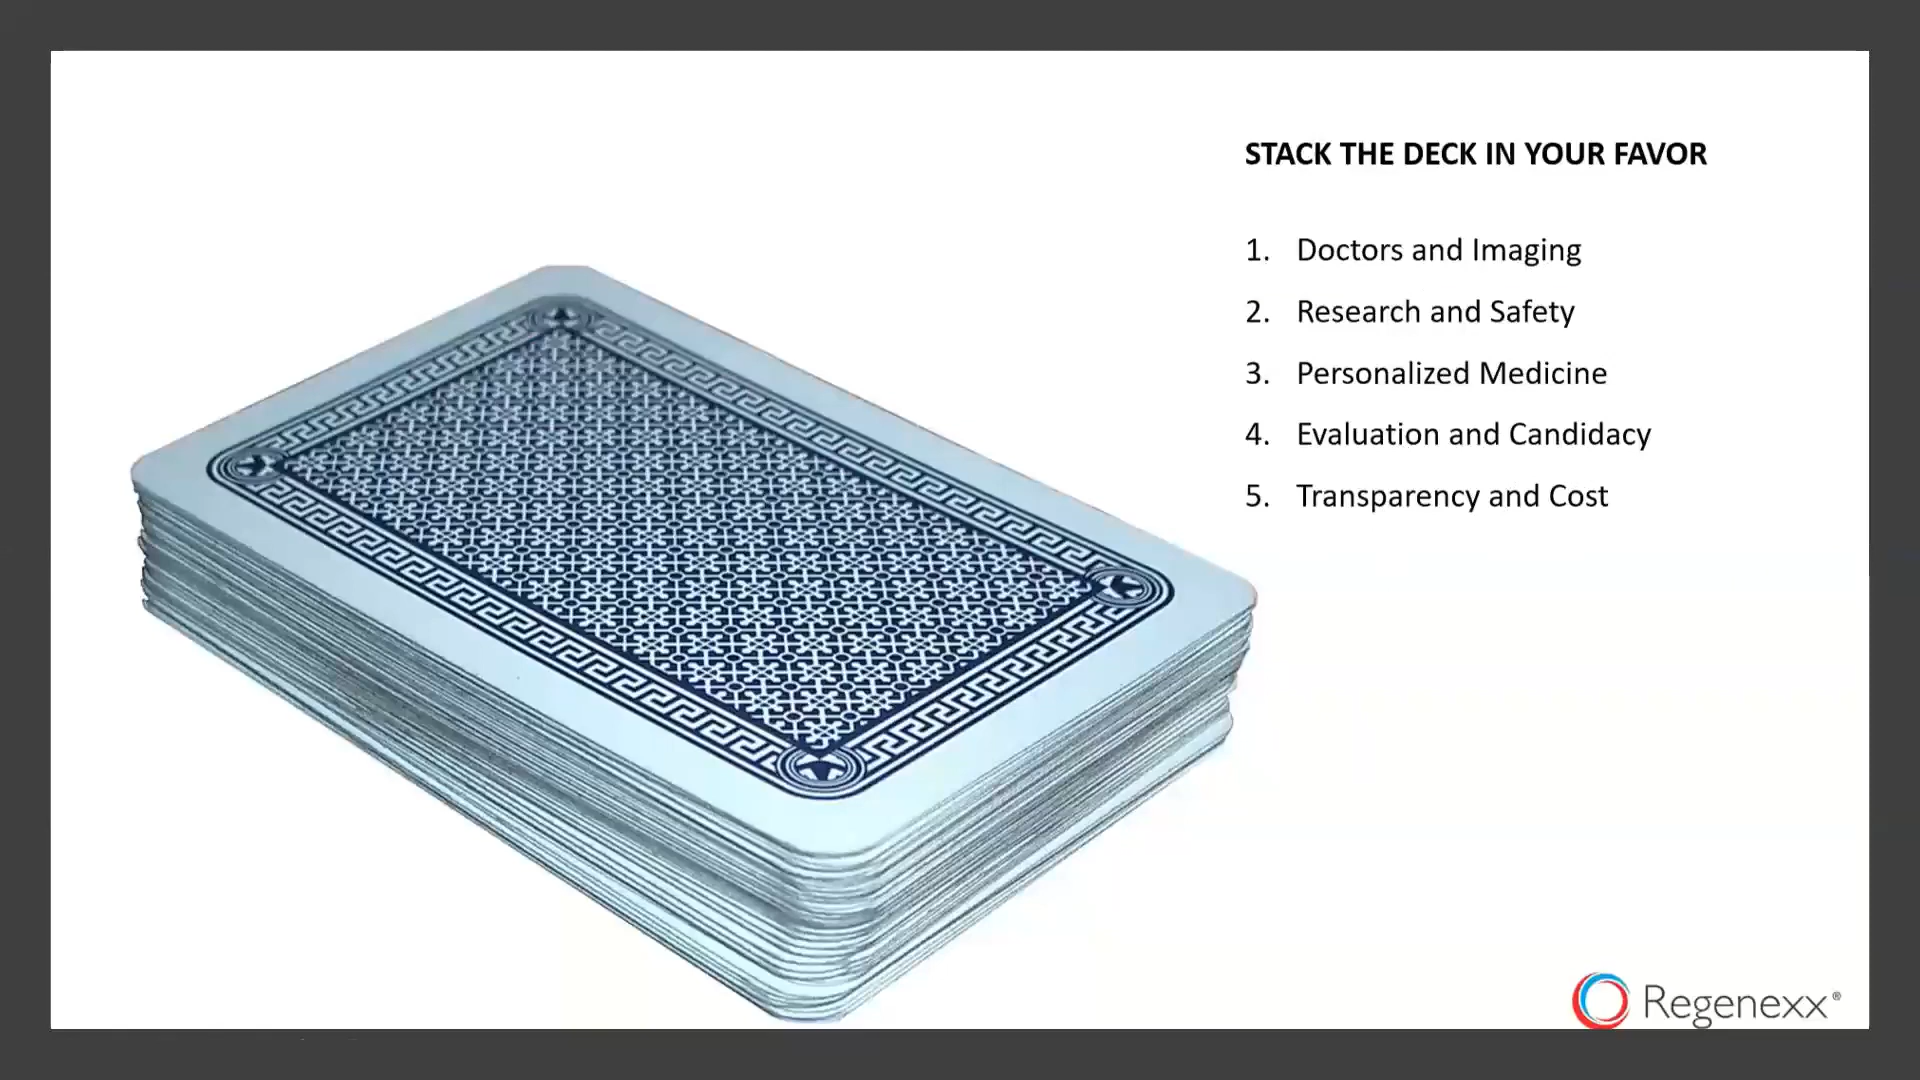 STACK THE DECK IN YOUR FAVOR
1. Doctors and Imaging
2. Research and Safety
3. Personalized Medicine
4. Evaluation and Candidacy
5. Transparency and Cost
Regenexx®